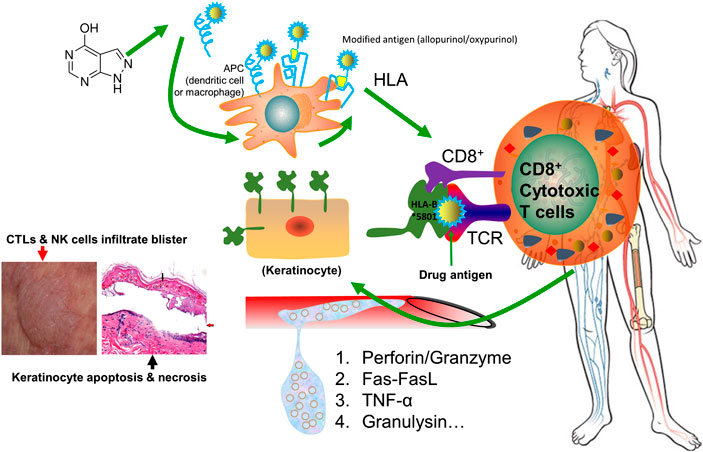 OH
N
N
N
N
H
Modified antigen (allopurinol/oxypurinol)
APC
(dendritic cell
or macrophage)
HLA
CD8+
HLA-B
*5801
TCR
Drug antigen
CD8+
Cytotoxic
T cells
(Keratinocyte)
CTLs & NK cells infiltrate blister
Keratinocyte apoptosis & necrosis
1. Perforin/Granzyme
2. Fas-FasL
3. TNF-α
4. Granulysin…